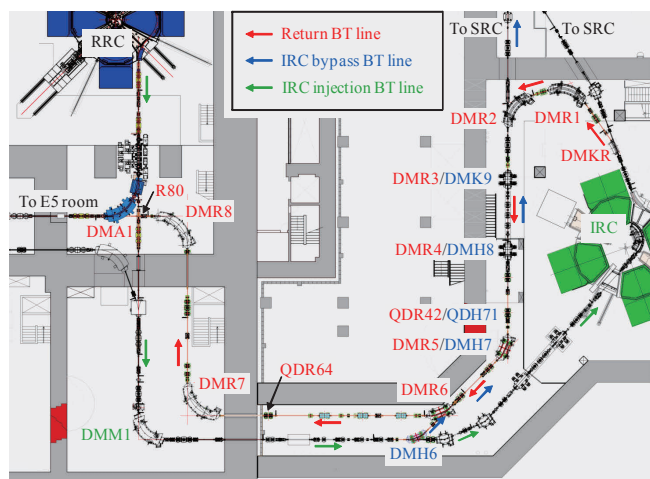 To SRC
To SRC
RRC
Return BT line
IRC bypass BT line
IRC injection BT line
DMR2
DMR1
DMKR
DMR3/DMK9
R80
To E5 room
DMR8
DMA1
IRC
DMR4/DMH8
QDR42/QDH71
DMR5/DMH7
DMR7
QDR64
DMR6
DMM1
DMH6